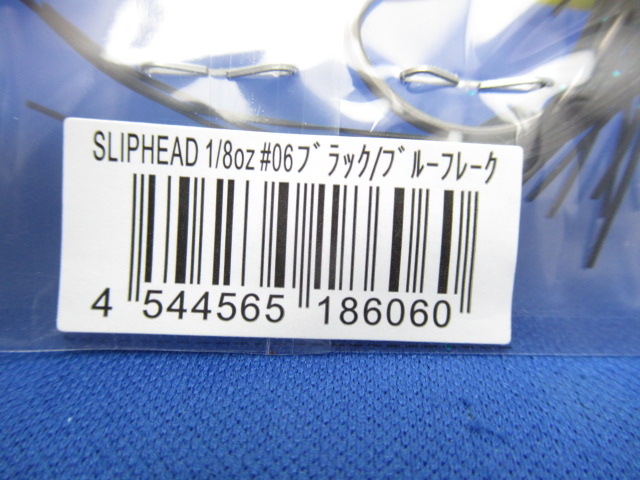 SLIPHEAD 1/8oz #06ﾌﾞﾗｯｸ/ﾌﾞﾙｰﾌﾚｰｸ
4 544565 186060